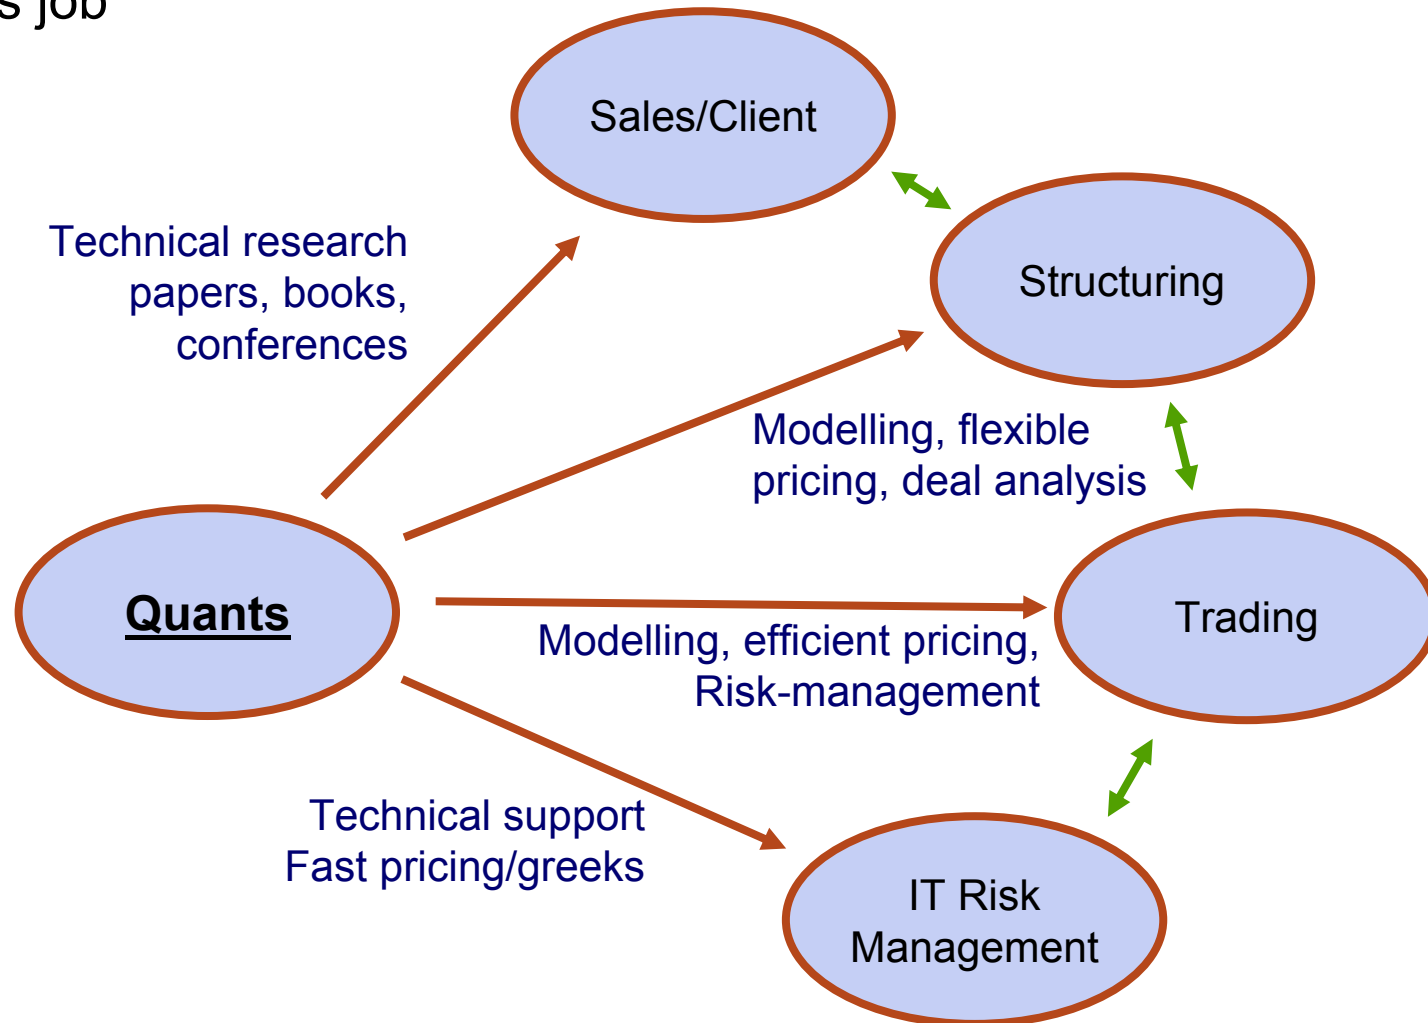 s job
Sales/Client
Technical research
papers, books,
conferences
Structuring
Modelling, flexible
pricing, deal analysis
Quants
Trading
Modelling, efficient pricing,
Risk-management
Technical support
Fast pricing/greeks
IT Risk
Management